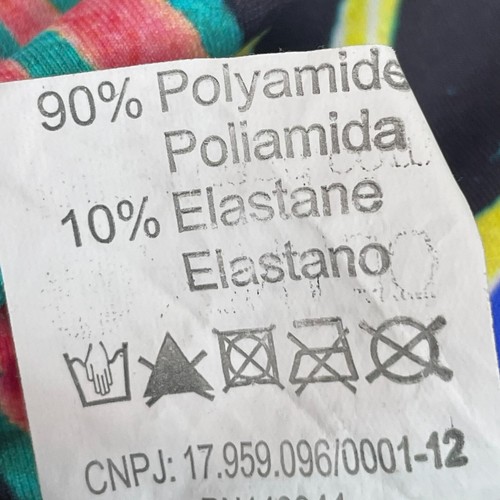 90% Polyamide
Poliamida
10% Elastane
Elastano
CNPJ: 17.959.096/0001-12